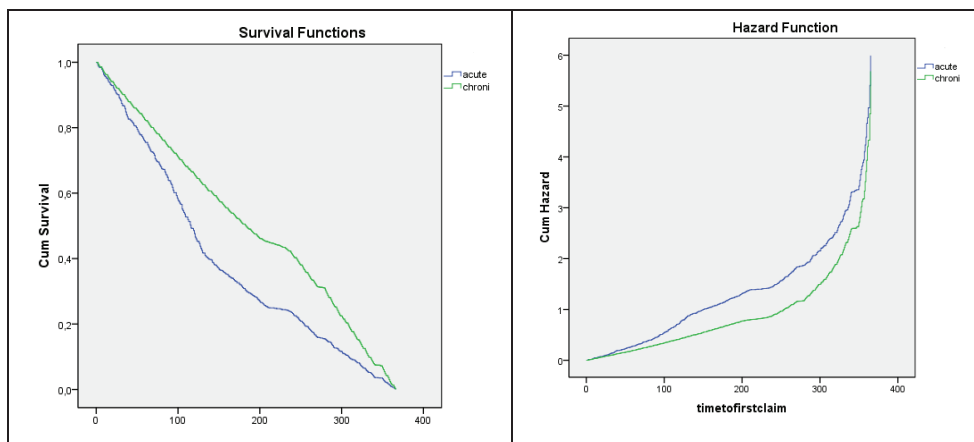 Survival Functions
1,0
0,8
0,6
0,4
0,2
0,0
Cum Survival
0
100
200
300
400
acute
chroni
Hazard Function
6
5
4
3
2
1
0
Cum Hazard
0
100
200
300
400
timetofirstclaim
acute
chroni